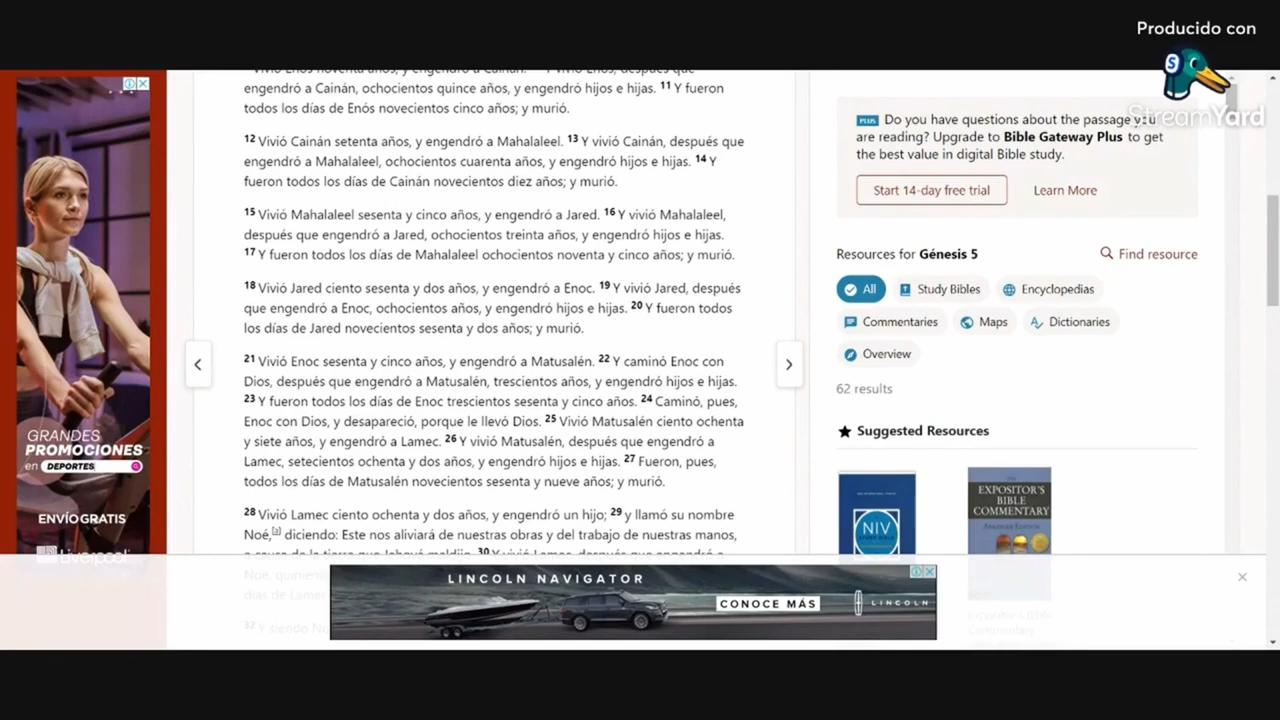 Producido con
StreamYard
GRANDES
PROMOCIONES
en DEPORTES
ENVÍO GRATIS
Liverpool
engendró a Cainán, ochocientos quince años, y engendró hijos e hijas. 11 Y fueron
todos los días de Enós novecientos cinco años; y murió.
12 Vivió Cainán setenta años, y engendró a Mahalaleel. 13 Y vivió Cainán, después que
engendró a Mahalaleel, ochocientos cuarenta años, y engendró hijos e hijas. 14 Y
fueron todos los días de Cainán novecientos diez años; y murió.
15 Vivió Mahalaleel sesenta y cinco años, y engendró a Jared. 16 Y vivió Mahalaleel,
después que engendró a Jared, ochocientos treinta años, y engendró hijos e hijas.
17 Y fueron todos los días de Mahalaleel ochocientos noventa y cinco años; y murió.
18 Vivió Jared ciento sesenta y dos años, y engendró a Enoc. 19 Y vivió Jared, después
que engendró a Enoc, ochocientos años, y engendró hijos e hijas. 20 Y fueron todos
los días de Jared novecientos sesenta y dos años; y murió.
21 Vivió Enoc sesenta y cinco años, y engendró a Matusalén. 22 Y caminó Enoc con
Dios, después que engendró a Matusalén, trescientos años, y engendró hijos e hijas.
23 Y fueron todos los días de Enoc trescientos sesenta y cinco años. 24 Caminó, pues,
Enoc con Dios, y desapareció, porque le llevó Dios. 25 Vivió Matusalén ciento ochenta
y siete años, y engendró a Lamec. 26 Y vivió Matusalén, después que engendró a
Lamec, setecientos ochenta y dos años, y engendró hijos e hijas. 27 Fueron, pues,
todos los días de Matusalén novecientos sesenta y nueve años; y murió.
28 Vivió Lamec ciento ochenta y dos años, y engendró un hijo; 29 y llamó su nombre
Noé,[a] diciendo: Este nos aliviará de nuestras obras y del trabajo de nuestras manos,
32 Y siendo
PLUS Do you have questions about the passage you
are reading? Upgrade to Bible Gateway Plus to get
the best value in digital Bible study.
Start 14-day free trial Learn More
Resources for Génesis 5 Find resource
All Study Bibles Encyclopedias
Commentaries Maps Dictionaries
Overview
62 results
Suggested Resources
NIV
EXPOSITOR'S
BIBLE
COMMENTARY
LINCOLN NAVIGATOR
CONOCE MÁS
LINCOLN